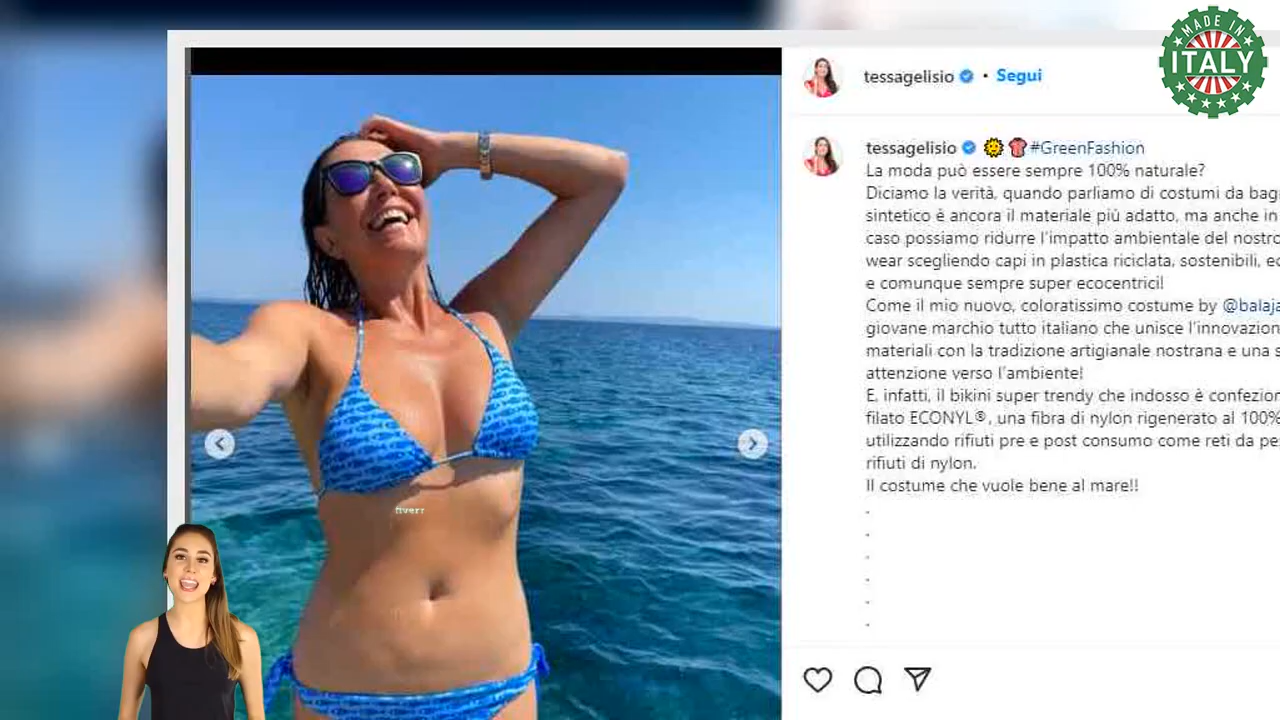 MADE IN
ITALY
tessagelisio • Segui
tessagelisio #GreenFashion
La moda può essere sempre 100% naturale?
Diciamo la verità, quando parliamo di costumi da bag
sintetico è ancora il materiale più adatto, ma anche in
caso possiamo ridurre l'impatto ambientale del nostro
wear scegliendo capi in plastica riciclata, sostenibili, ec
e comunque sempre super ecocentrici!
Come il mio nuovo, coloratissimo costume by @balaja
giovane marchio tutto italiano che unisce l'innovazion
materiali con la tradizione artigianale nostrana e una s
attenzione verso l'ambiente!
E, infatti, il bikini super trendy che indosso è confezion
filato ECONYL®, una fibra di nylon rigenerato al 100%
utilizzando rifiuti pre e post consumo come reti da pe
rifiuti di nylon.
Il costume che vuole bene al mare!!
.
.
.
.
.
.
fiverr